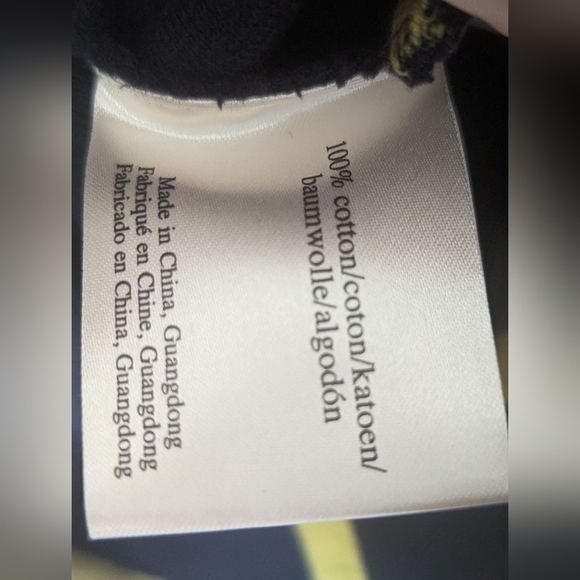 100% cotton/coton/katoen/
baumwolle/algodón
Made in China, Guangdong
Fabriqué en Chine, Guangdong
Fabricado en China, Guangdong